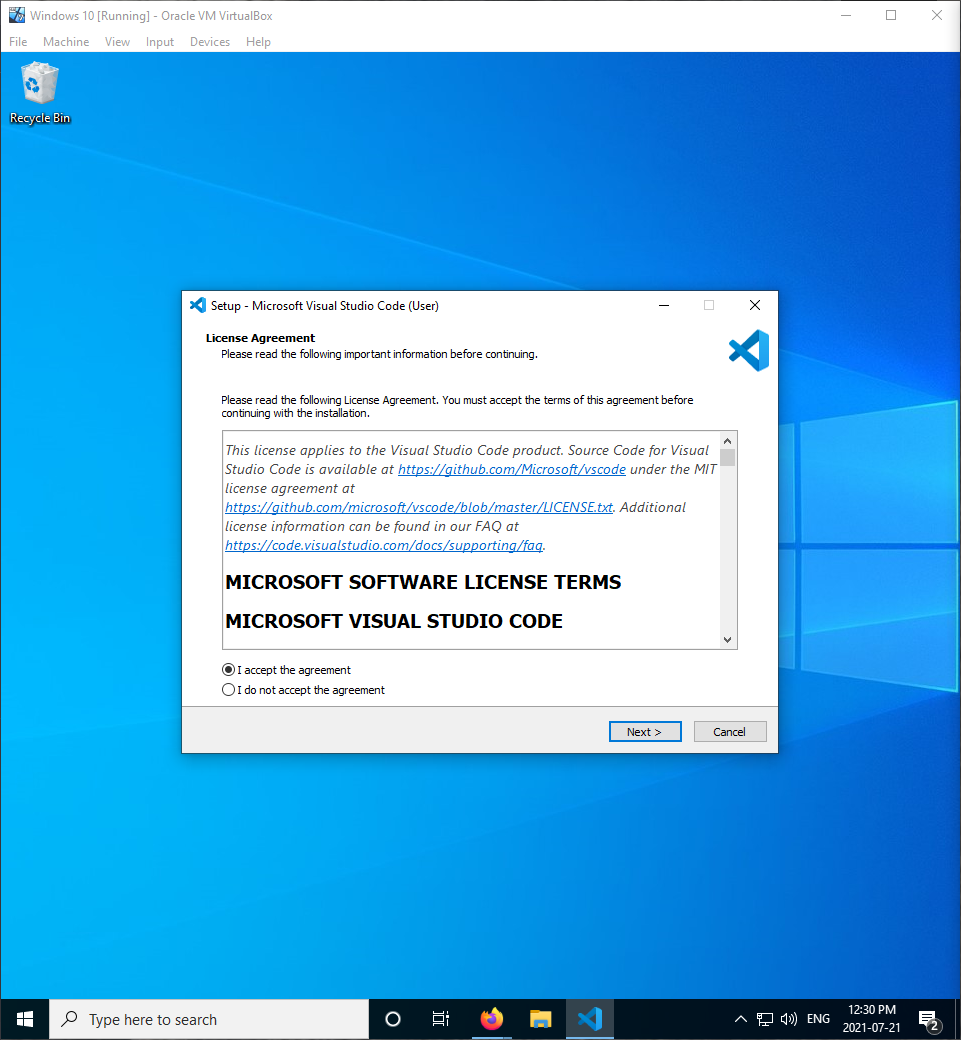 Windows 10 [Running] - Oracle VM VirtualBox
File Machine View Input Devices Help
Recycle Bin
Setup - Microsoft Visual Studio Code (User)
License Agreement
Please read the following important information before continuing.
Please read the following License Agreement. You must accept the terms of this agreement before
continuing with the installation.
This license applies to the Visual Studio Code product. Source Code for Visual
Studio Code is available at https://github.com/Microsoft/vscode under the MIT
license agreement at
https://github.com/microsoft/vscode/blob/master/LICENSE.txt. Additional
license information can be found in our FAQ at
https://code.visualstudio.com/docs/supporting/faq.
MICROSOFT SOFTWARE LICENSE TERMS
MICROSOFT VISUAL STUDIO CODE
I accept the agreement
I do not accept the agreement
Next >
Cancel
Type here to search
ENG
12:30 PM
2021-07-21
2